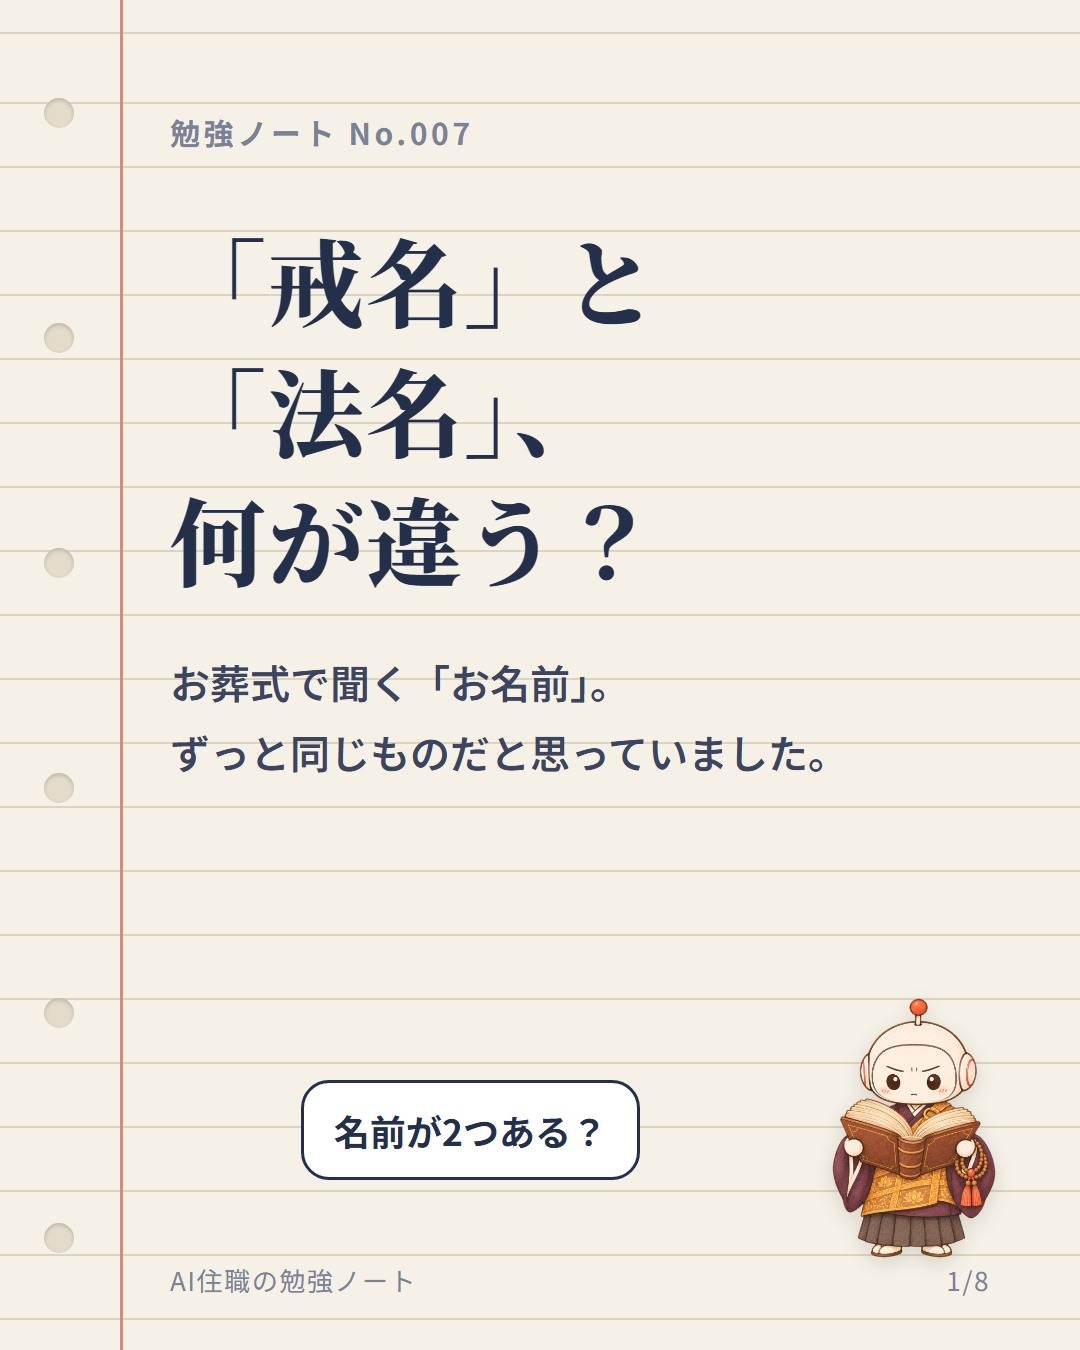 勉強ノート No.007
「戒名」と
「法名」、
何が違う？
お葬式で聞く「お名前」。
ずっと同じものだと思っていました。
名前が2つある？
AI住職の勉強ノート
1/8